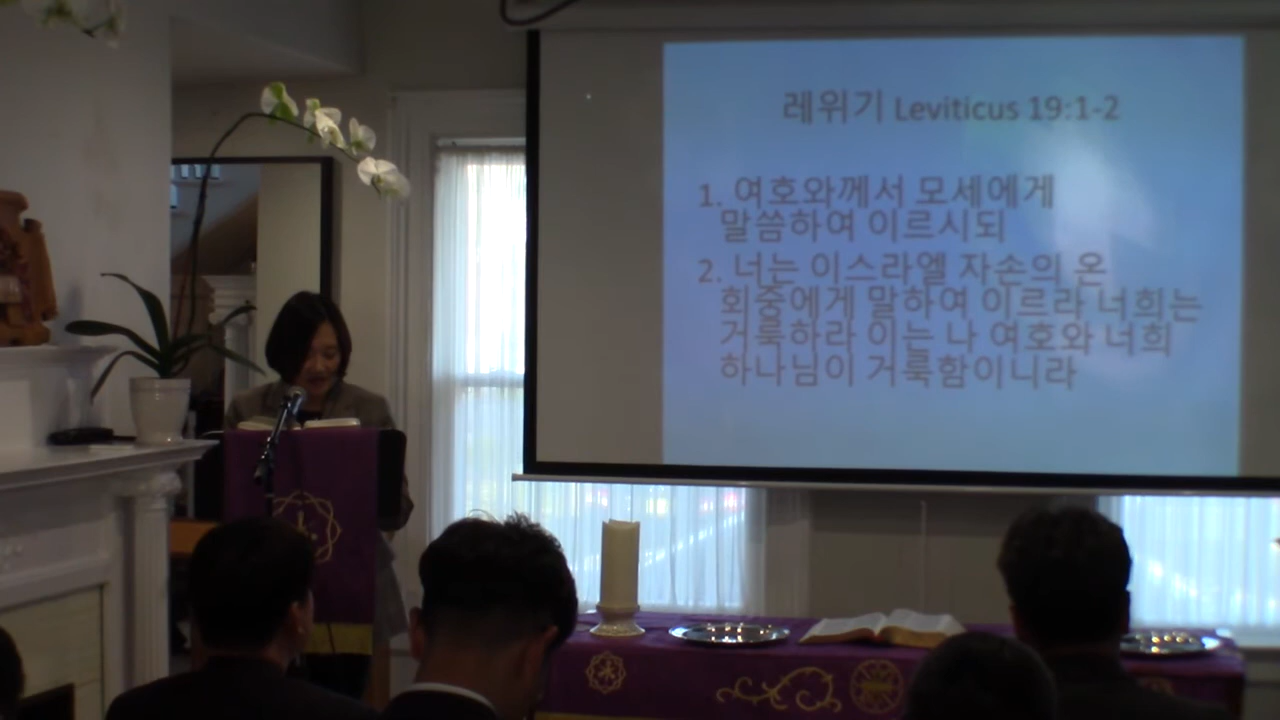 레위기 Leviticus 19:1-2
1. 여호와께서 모세에게
말씀하여 이르시되
2. 너는 이스라엘 자손의 온
회중에게 말하여 이르라 너희는
거룩하라 이는 나 여호와 너희
하나님이 거룩함이니라